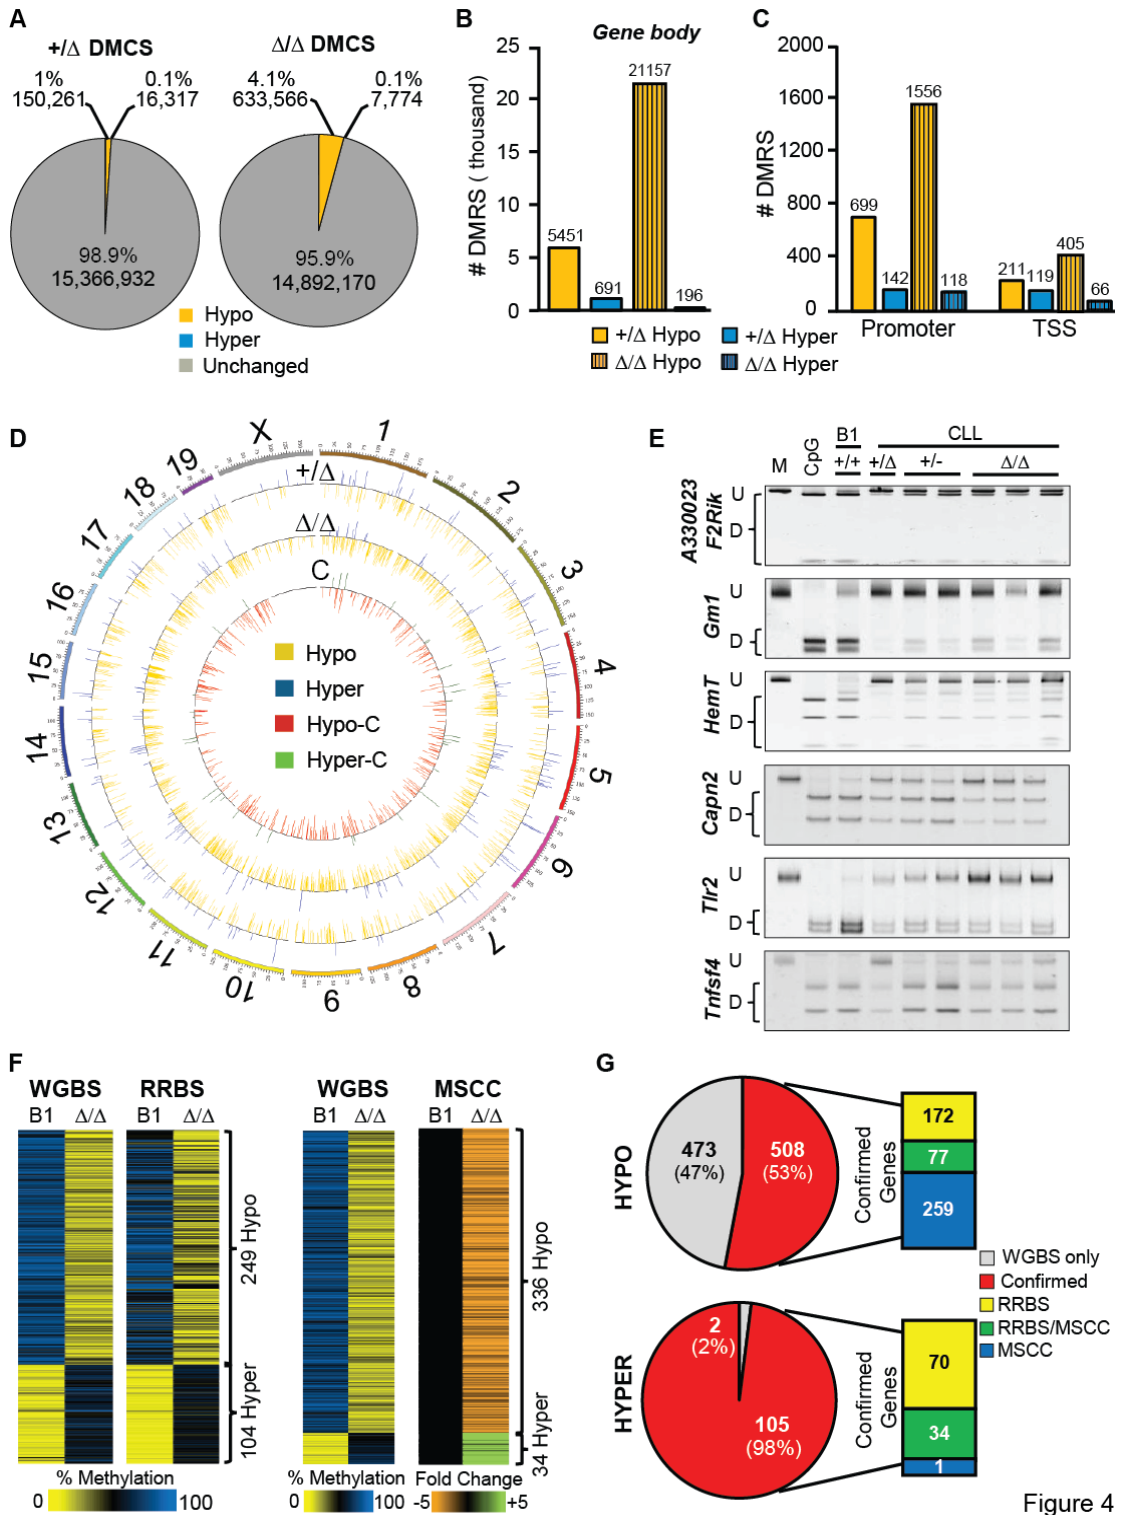 A
+/Δ DMCS
Δ/Δ DMCS
1%
150,261
0.1%
16,317
4.1%
633,566
0.1%
7,774
98.9%
15,366,932
95.9%
14,892,170
Hypo
Hyper
Unchanged
B
Gene body
# DMRS ( thousand)
25
20
15
10
5
0
5451
691
21157
196
C
# DMRS
2000
1600
1200
800
400
0
699
142
1556
118
211
119
405
66
Promoter
TSS
+/Δ Hypo
+/Δ Hyper
Δ/Δ Hypo
Δ/Δ Hyper
D
X
1
2
3
4
5
6
7
8
9
10
11
12
13
14
15
16
17
18
19
+/Δ
Δ/Δ
C
Hypo
Hyper
Hypo-C
Hyper-C
E
B1
CLL
M
CpG
+/+
+/Δ
+/-
Δ/Δ
A330023
F2Rik
U
D
Gm1
U
D
HemT
U
D
Capn2
U
D
Tlr2
U
D
Tnfsf4
U
D
F
WGBS
RRBS
B1
Δ/Δ
B1
Δ/Δ
249 Hypo
104 Hyper
% Methylation
0
100
WGBS
MSCC
B1
Δ/Δ
B1
Δ/Δ
336 Hypo
34 Hyper
% Methylation
0
100
Fold Change
-5
+5
G
HYPO
473
(47%)
508
(53%)
Confirmed
Genes
172
77
259
WGBS only
Confirmed
RRBS
RRBS/MSCC
MSCC
HYPER
2
(2%)
105
(98%)
Confirmed
Genes
70
34
1
Figure 4